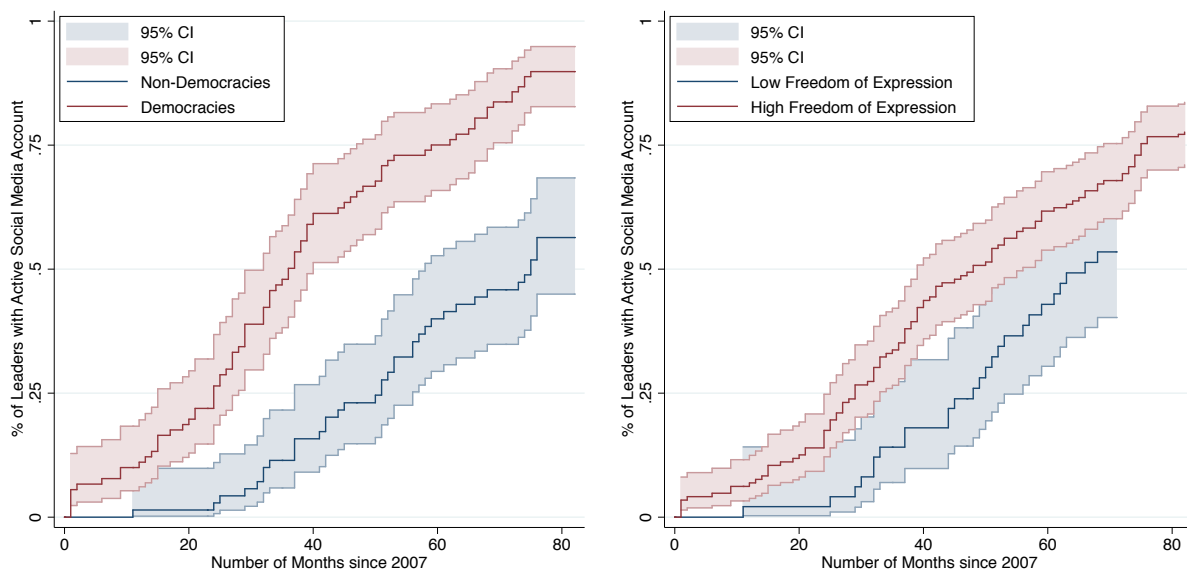 95% CI
95% CI
Non-Democracies
Democracies
% of Leaders with Active Social Media Account
1
.75
.5
.25
0
0 20 40 60 80
Number of Months since 2007
95% CI
95% CI
Low Freedom of Expression
High Freedom of Expression
% of Leaders with Active Social Media Account
1
.75
.5
.25
0
0 20 40 60 80
Number of Months since 2007